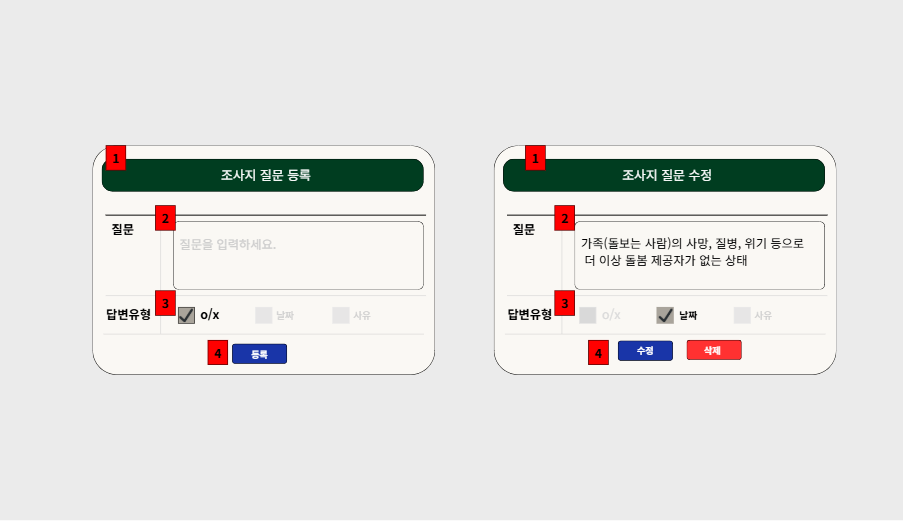 1
조사지 질문 등록
2
질문
질문을 입력하세요.
3
답변유형
o/x
날짜
사유
4
등록
1
조사지 질문 수정
2
질문
가족(돌보는 사람)의 사망, 질병, 위기 등으로
더 이상 돌봄 제공자가 없는 상태
3
답변유형
o/x
날짜
사유
4
수정
삭제